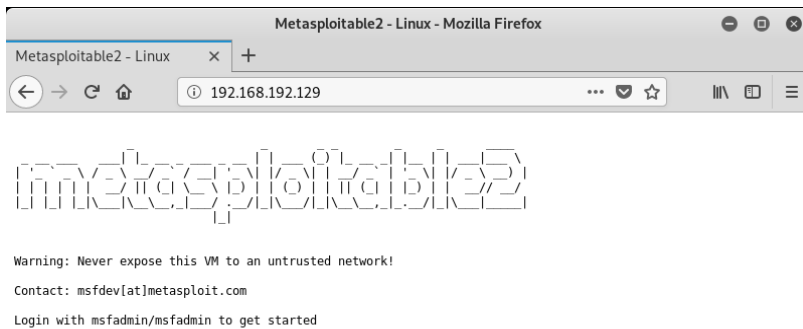 Metasploitable2 - Linux - Mozilla Firefox
Metasploitable2 - Linux
192.168.192.129
metasploitable2
Warning: Never expose this VM to an untrusted network!
Contact: msfdev[at]metasploit.com
Login with msfadmin/msfadmin to get started